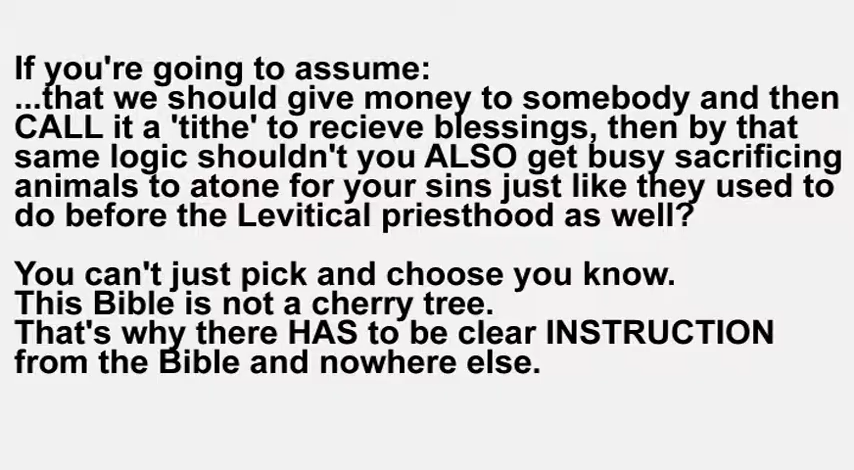 If you're going to assume:
...that we should give money to somebody and then
CALL it a 'tithe' to recieve blessings, then by that
same logic shouldn't you ALSO get busy sacrificing
animals to atone for your sins just like they used to
do before the Levitical priesthood as well?
You can't just pick and choose you know.
This Bible is not a cherry tree.
That's why there HAS to be clear INSTRUCTION
from the Bible and nowhere else.